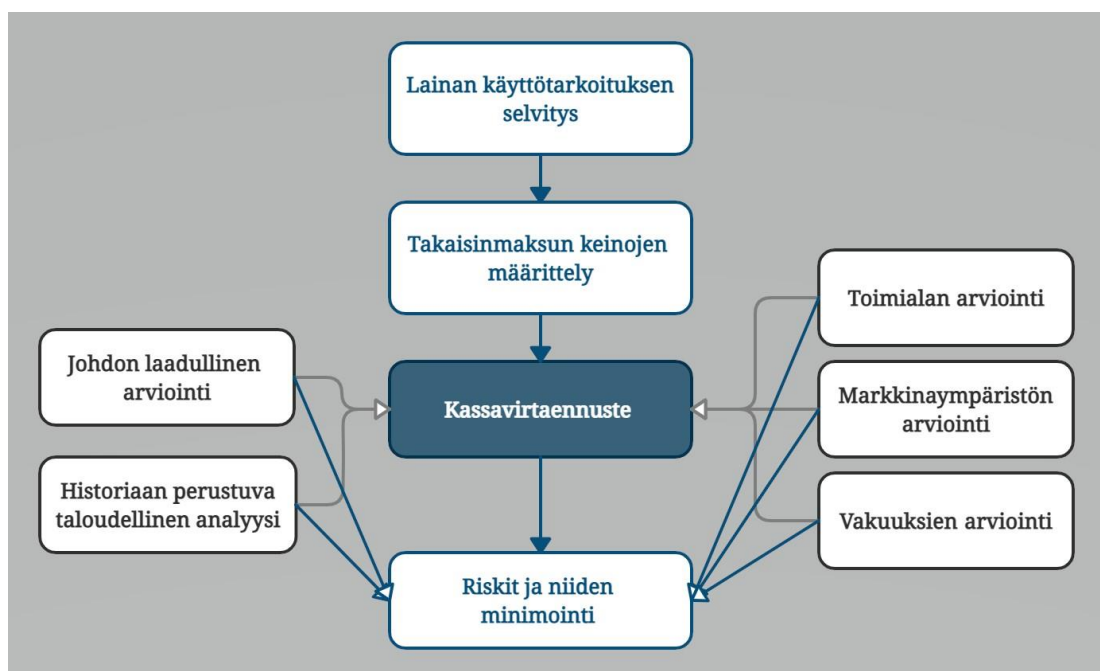 Lainan käyttötarkoituksen
selvitys
Takaisinmaksun keinojen
määrittely
Toimialan arviointi
Johdon laadullinen
arviointi
Kassavirtaennuste
Markkinaympäristön
arviointi
Historiaan perustuva
taloudellinen analyysi
Vakuuksien arviointi
Riskit ja niiden
minimointi